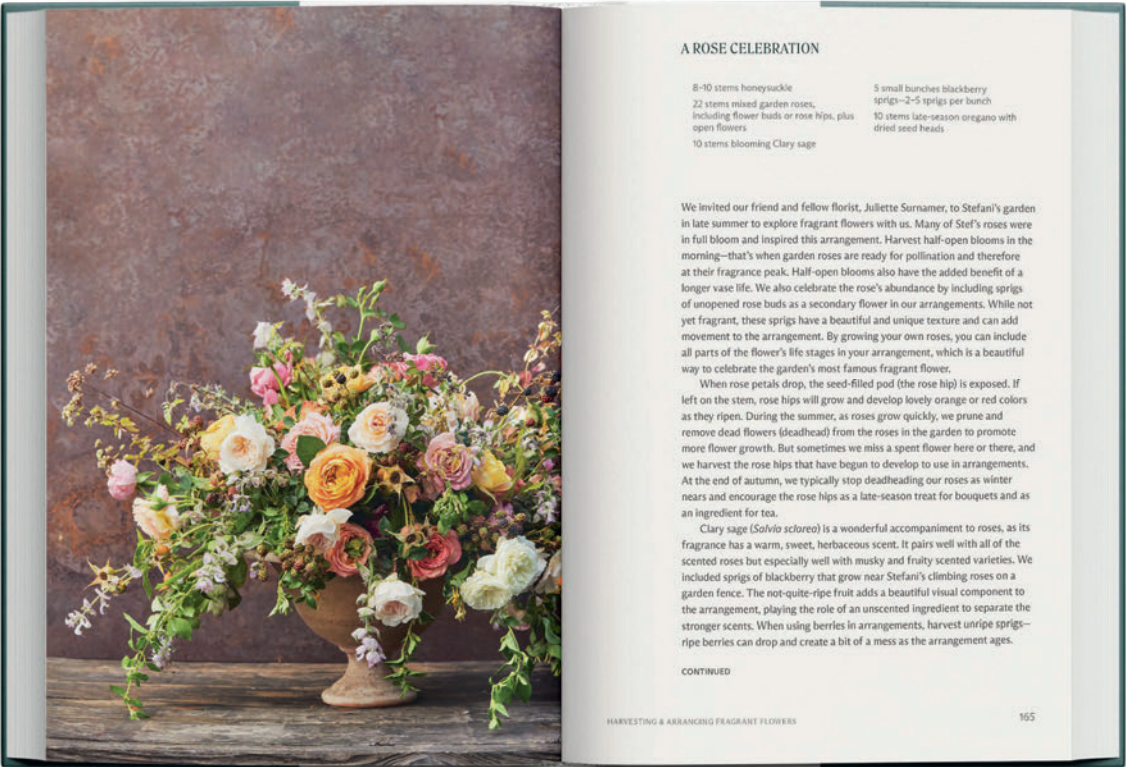 A ROSE CELEBRATION
8–10 stems honeysuckle
22 stems mixed garden roses,
including flower buds or rose hips, plus
open flowers
10 stems blooming Clary sage
5 small bunches blackberry
sprigs—2–5 sprigs per bunch
10 stems late-season oregano with
dried seed heads
We invited our friend and fellow florist, Juliette Surnamer, to Stefani's garden
in late summer to explore fragrant flowers with us. Many of Stef's roses were
in full bloom and inspired this arrangement. Harvest half-open blooms in the
morning—that's when garden roses are ready for pollination and therefore
at their fragrance peak. Half-open blooms also have the added benefit of a
longer vase life. We also celebrate the rose's abundance by including sprigs
of unopened rose buds as a secondary flower in our arrangements. While not
yet fragrant, these sprigs have a beautiful and unique texture and can add
movement to the arrangement. By growing your own roses, you can include
all parts of the flower's life stages in your arrangement, which is a beautiful
way to celebrate the garden's most famous fragrant flower.
When rose petals drop, the seed-filled pod (the rose hip) is exposed. If
left on the stem, rose hips will grow and develop lovely orange or red colors
as they ripen. During the summer, as roses grow quickly, we prune and
remove dead flowers (deadhead) from the roses in the garden to promote
more flower growth. But sometimes we miss a spent flower here or there, and
we harvest the rose hips that have begun to develop to use in arrangements.
At the end of autumn, we typically stop deadheading our roses as winter
nears and encourage the rose hips as a late-season treat for bouquets and as
an ingredient for tea.
Clary sage (Salvia sclarea) is a wonderful accompaniment to roses, as its
fragrance has a warm, sweet, herbaceous scent. It pairs well with all of the
scented roses but especially well with musky and fruity scented varieties. We
included sprigs of blackberry that grow near Stefani's climbing roses on a
garden fence. The not-quite-ripe fruit adds a beautiful visual component to
the arrangement, playing the role of an unscented ingredient to separate the
stronger scents. When using berries in arrangements, harvest unripe sprigs—
ripe berries can drop and create a bit of a mess as the arrangement ages.
CONTINUED
HARVESTING & ARRANGING FRAGRANT FLOWERS
165